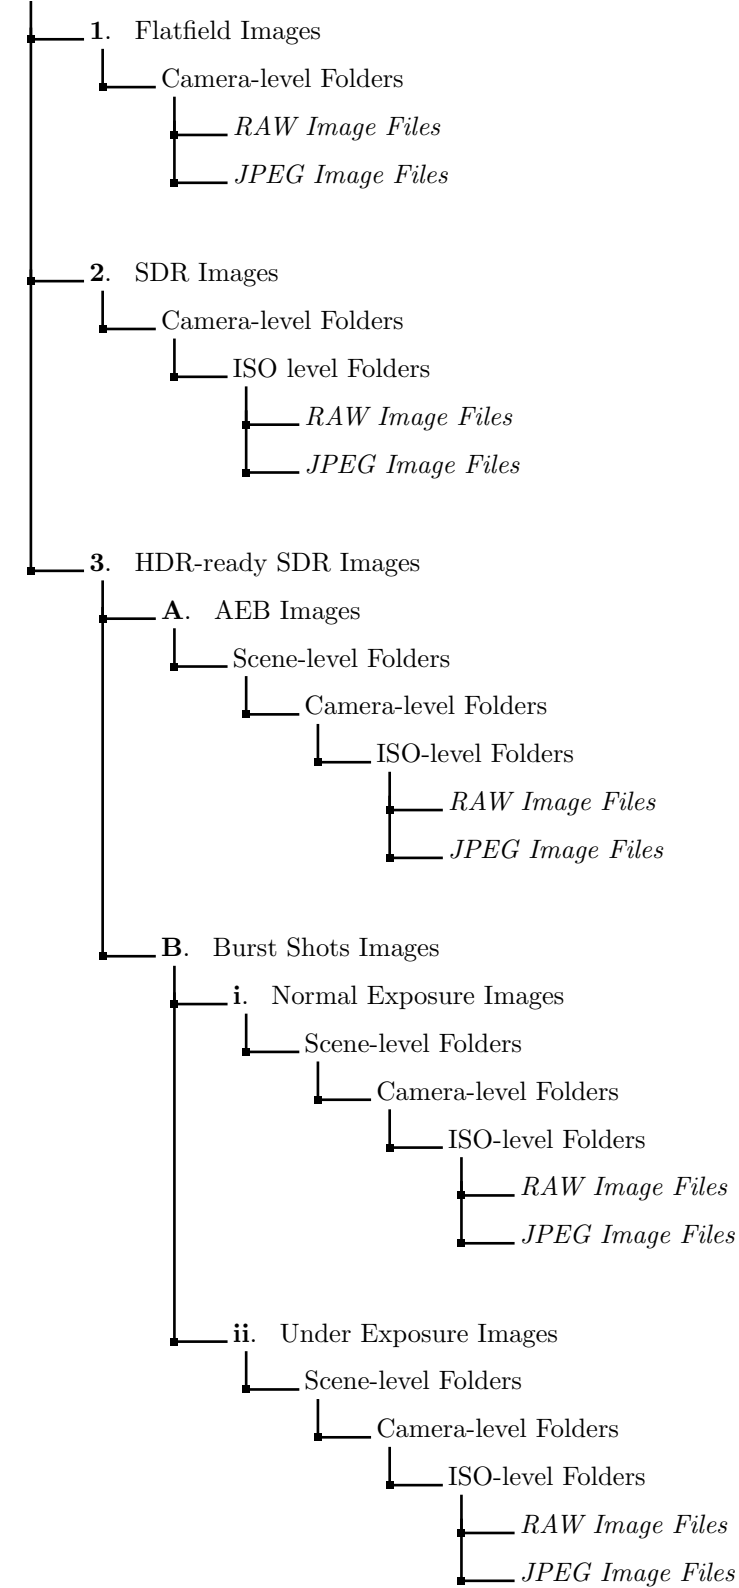 1. Flatfield Images
Camera-level Folders
RAW Image Files
JPEG Image Files
2. SDR Images
Camera-level Folders
ISO level Folders
RAW Image Files
JPEG Image Files
3. HDR-ready SDR Images
A. AEB Images
Scene-level Folders
Camera-level Folders
ISO-level Folders
RAW Image Files
JPEG Image Files
B. Burst Shots Images
i. Normal Exposure Images
Scene-level Folders
Camera-level Folders
ISO-level Folders
RAW Image Files
JPEG Image Files
ii. Under Exposure Images
Scene-level Folders
Camera-level Folders
ISO-level Folders
RAW Image Files
JPEG Image Files